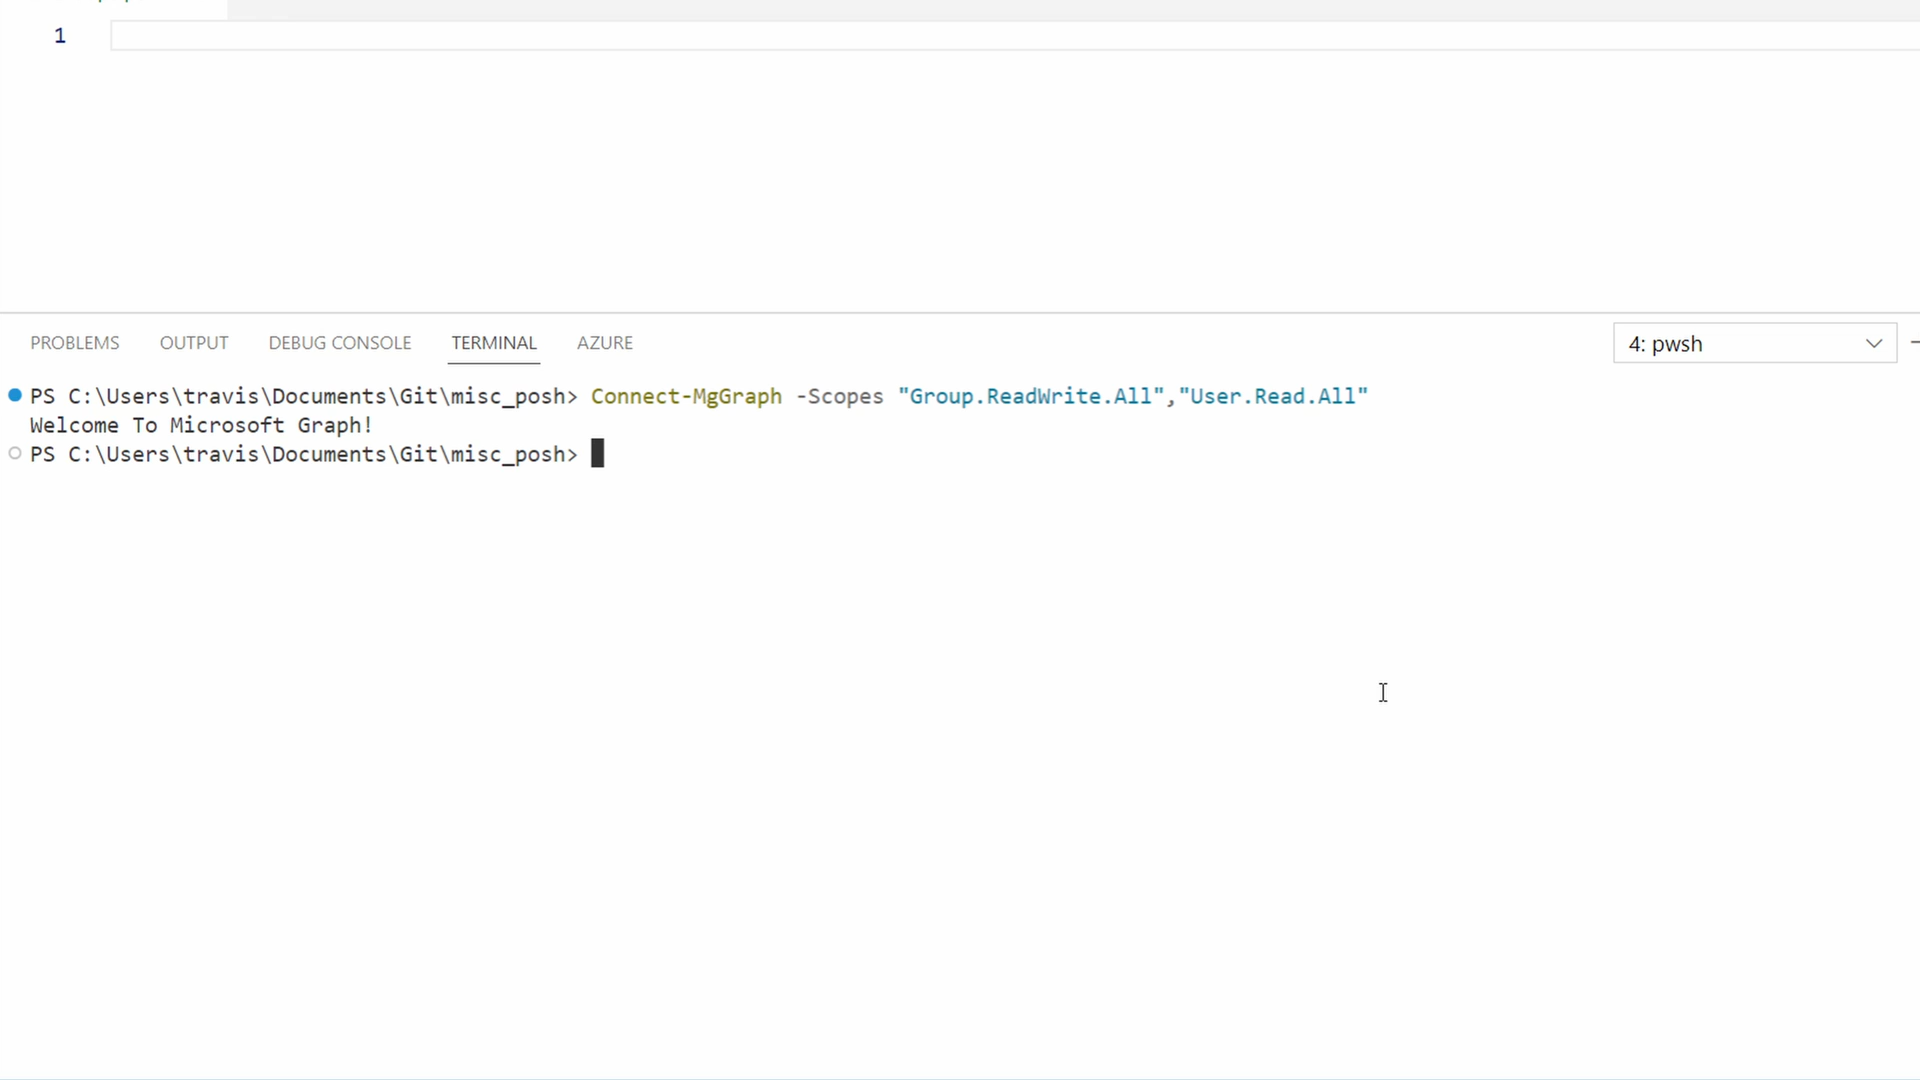 1
PROBLEMS OUTPUT DEBUG CONSOLE TERMINAL AZURE 4: pwsh
PS C:\Users\travis\Documents\Git\misc_posh> Connect-MgGraph -Scopes "Group.ReadWrite.All","User.Read.All"
Welcome To Microsoft Graph!
PS C:\Users\travis\Documents\Git\misc_posh>